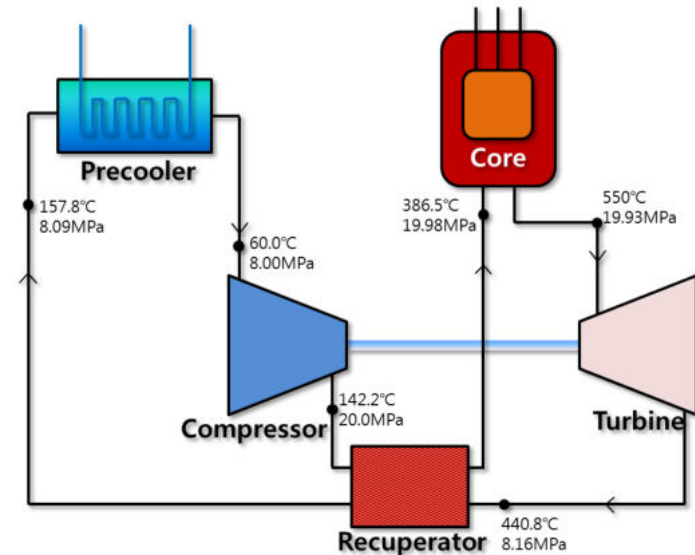 Core
Precooler
157.8℃
8.09MPa
386.5℃
19.98MPa
550℃
19.93MPa
60.0℃
8.00MPa
142.2℃
20.0MPa
Compressor
Turbine
Recuperator
440.8℃
8.16MPa